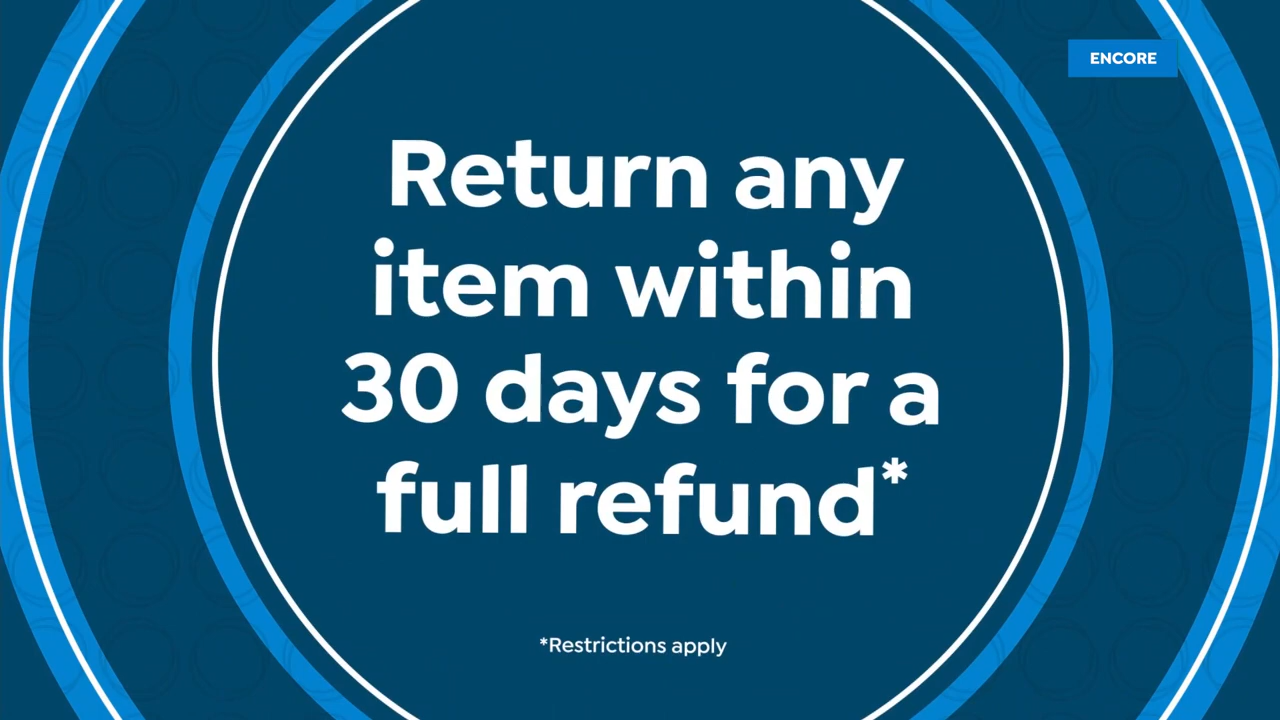 ENCORE
Return any
item within
30 days for a
full refund*
*Restrictions apply